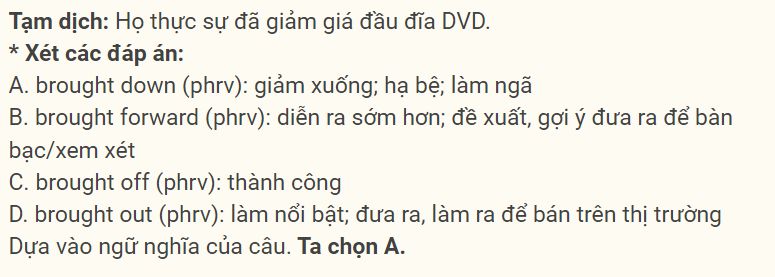 Tạm dịch: Họ thực sự đã giảm giá đầu đĩa DVD.
* Xét các đáp án:
A. brought down (phrv): giảm xuống; hạ bệ; làm ngã
B. brought forward (phrv): diễn ra sớm hơn; đề xuất, gợi ý đưa ra để bàn
bạc/xem xét
C. brought off (phrv): thành công
D. brought out (phrv): làm nổi bật; đưa ra, làm ra để bán trên thị trường
Dựa vào ngữ nghĩa của câu. Ta chọn A.